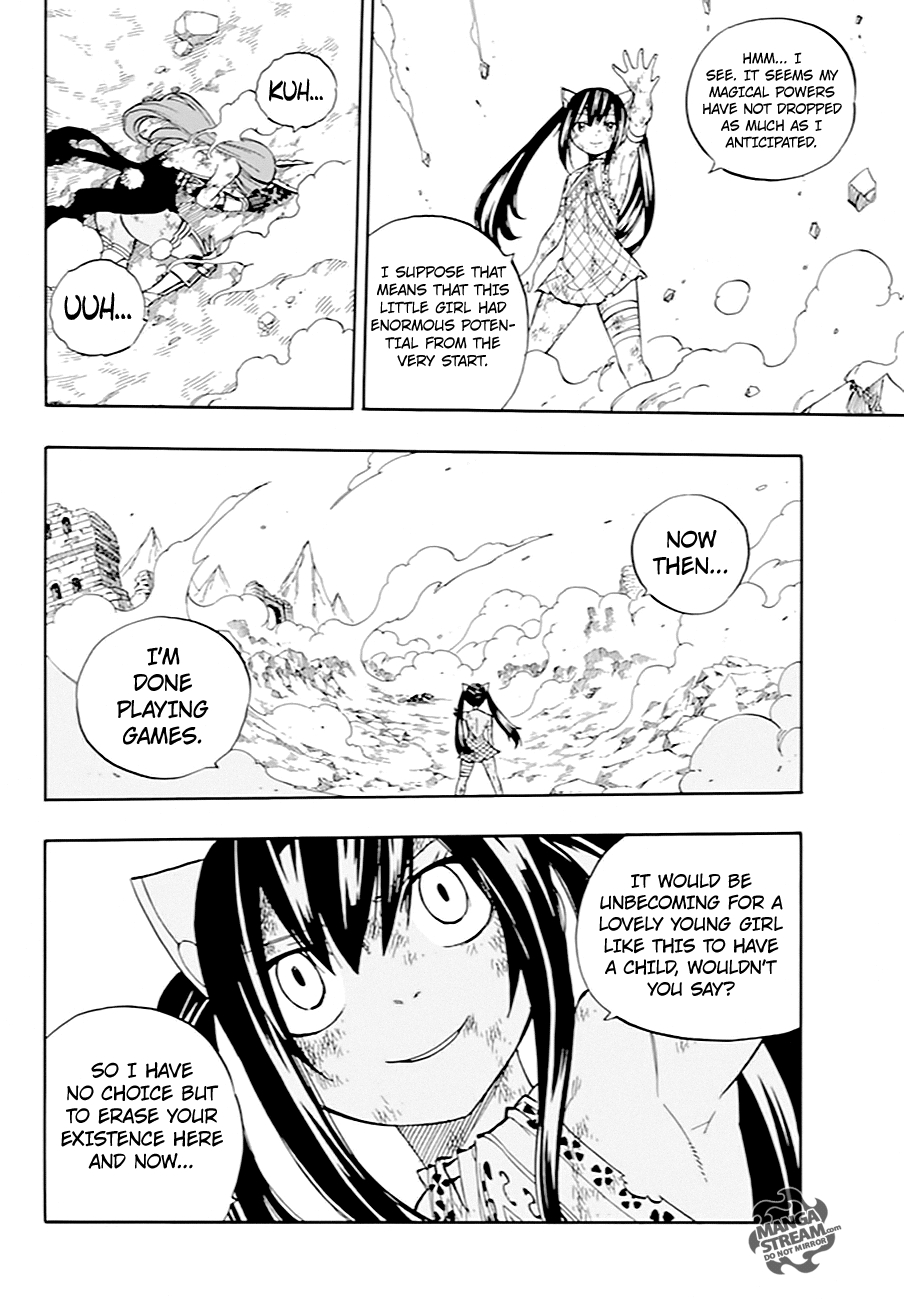 HMM... I
SEE. IT SEEMS MY
MAGICAL POWERS
HAVE NOT DROPPED
AS MUCH AS I
ANTICIPATED.
I SUPPOSE THAT
MEANS THAT THIS
LITTLE GIRL HAD
ENORMOUS POTEN-
TIAL FROM THE
VERY START.
KUH...
UUH...
NOW
THEN...
I'M
DONE
PLAYING
GAMES.
IT WOULD BE
UNBECOMING FOR A
LOVELY YOUNG GIRL
LIKE THIS TO HAVE
A CHILD, WOULDN'T
YOU SAY?
SO I HAVE
NO CHOICE BUT
TO ERASE YOUR
EXISTENCE HERE
AND NOW...
MANGA
STREAM.com
DO NOT MIRROR